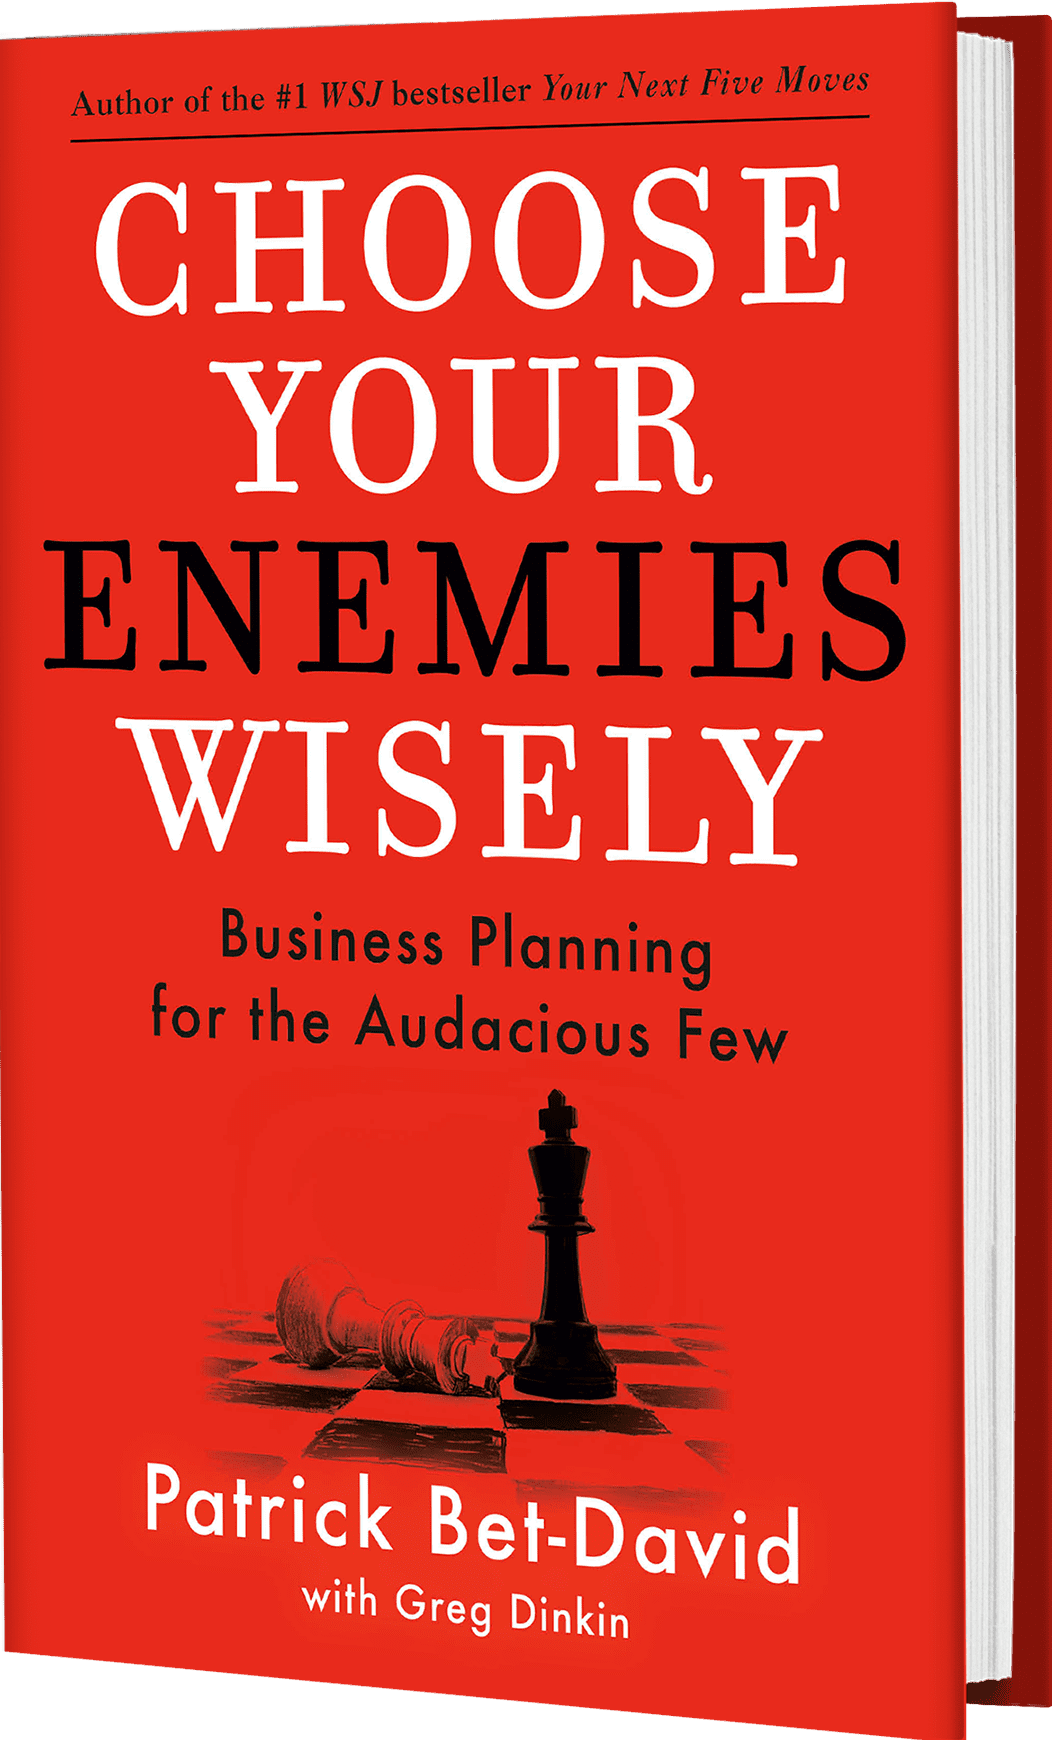 Author of the #1 WSJ bestseller Your Next Five Moves
CHOOSE
YOUR
ENEMIES
WISELY
Business Planning
for the Audacious Few
Patrick Bet-David
with Greg Dinkin